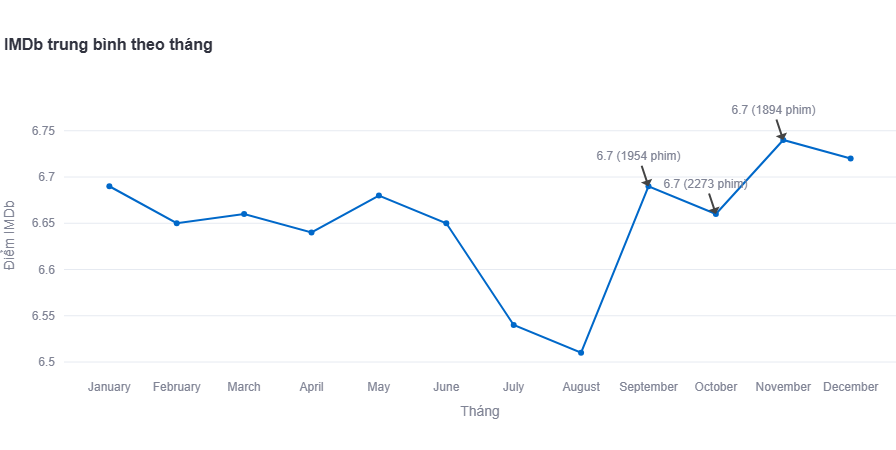 IMDb trung bình theo tháng
6.7 (1894 phim)
6.75
6.7 (1954 phim)
6.7
6.7 (2273 phim)
6.65
6.6
6.55
6.5
Điểm IMDb
January February March April May June July August September October November December
Tháng